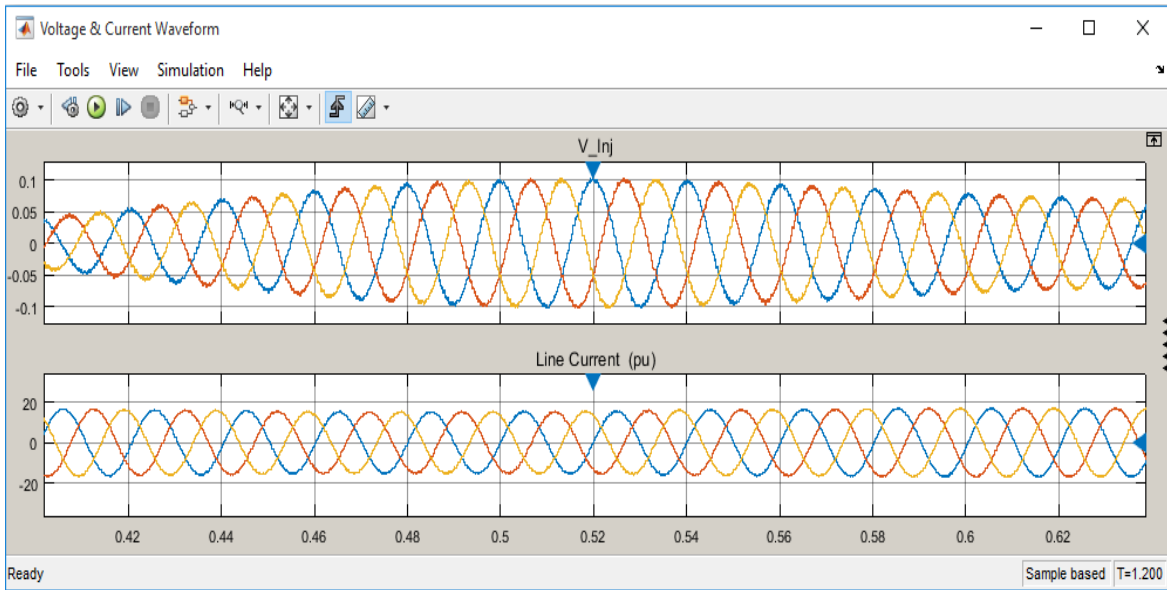 Voltage & Current Waveform
File Tools View Simulation Help
V_Inj
0.1
0.05
0
-0.05
-0.1
Line Current (pu)
20
0
-20
0.42 0.44 0.46 0.48 0.5 0.52 0.54 0.56 0.58 0.6 0.62
Ready Sample based T=1.200